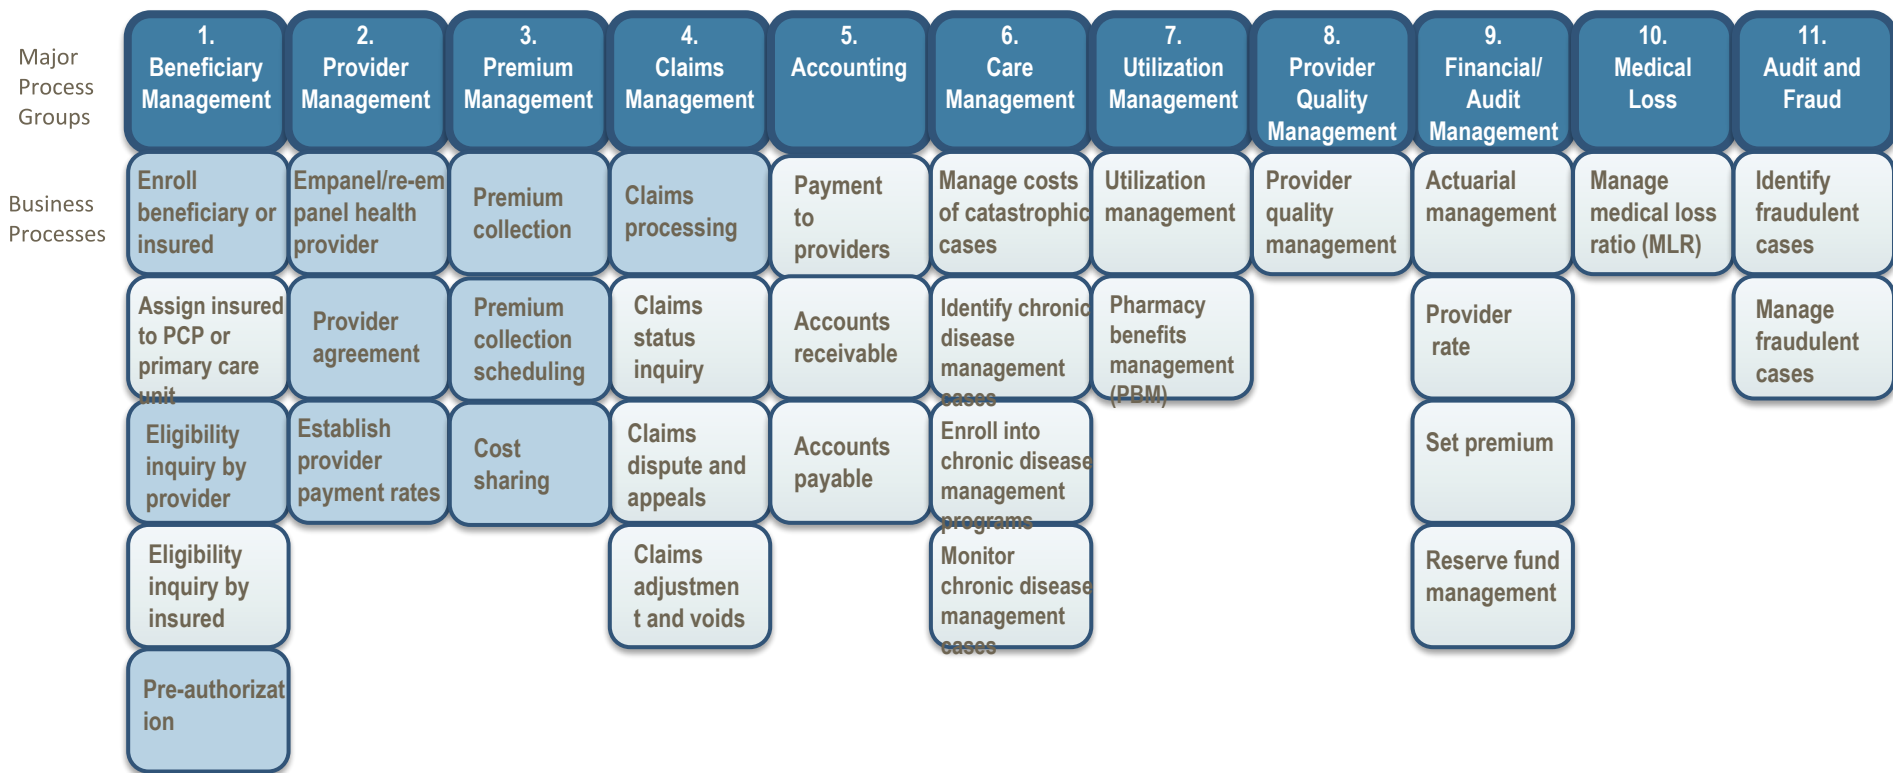 Major
Process
Groups
1.
Beneficiary
Management
2.
Provider
Management
3.
Premium
Management
4.
Claims
Management
5.
Accounting
6.
Care
Management
7.
Utilization
Management
8.
Provider
Quality
Management
9.
Financial/
Audit
Management
10.
Medical
Loss
11.
Audit and
Fraud
Business
Processes
Enroll
beneficiary or
insured
Empanel/re-em
panel health
provider
Premium
collection
Claims
processing
Payment
to
providers
Manage costs
of catastrophic
cases
Utilization
management
Provider
quality
management
Actuarial
management
Manage
medical loss
ratio (MLR)
Identify
fraudulent
cases
Assign insured
to PCP or
primary care
unit
Provider
agreement
Premium
collection
scheduling
Claims
status
inquiry
Accounts
receivable
Identify chronic
disease
management
cases
Pharmacy
benefits
management
(PBM)
Provider
rate
Manage
fraudulent
cases
Eligibility
inquiry by
provider
Establish
provider
payment rates
Cost
sharing
Claims
dispute and
appeals
Accounts
payable
Enroll into
chronic disease
management
programs
Set premium
Eligibility
inquiry by
insured
Claims
adjustmen
t and voids
Monitor
chronic disease
management
cases
Reserve fund
management
Pre-authorizat
ion